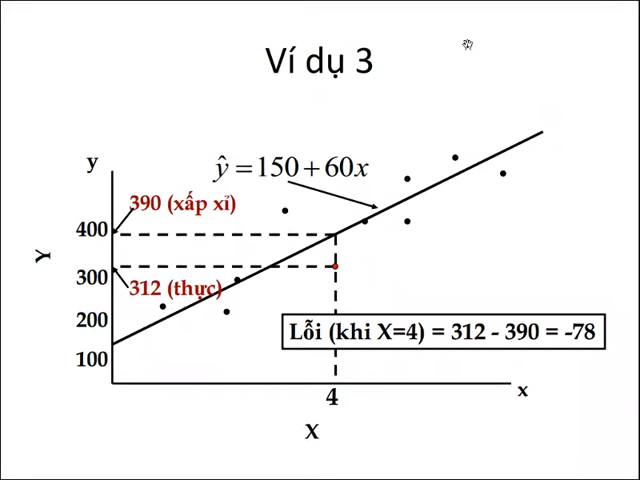 Ví dụ 3
y
ŷ = 150 + 60x
390 (xấp xỉ)
400
Y
300
312 (thực)
200
Lỗi (khi X=4) = 312 - 390 = -78
100
4
x
X